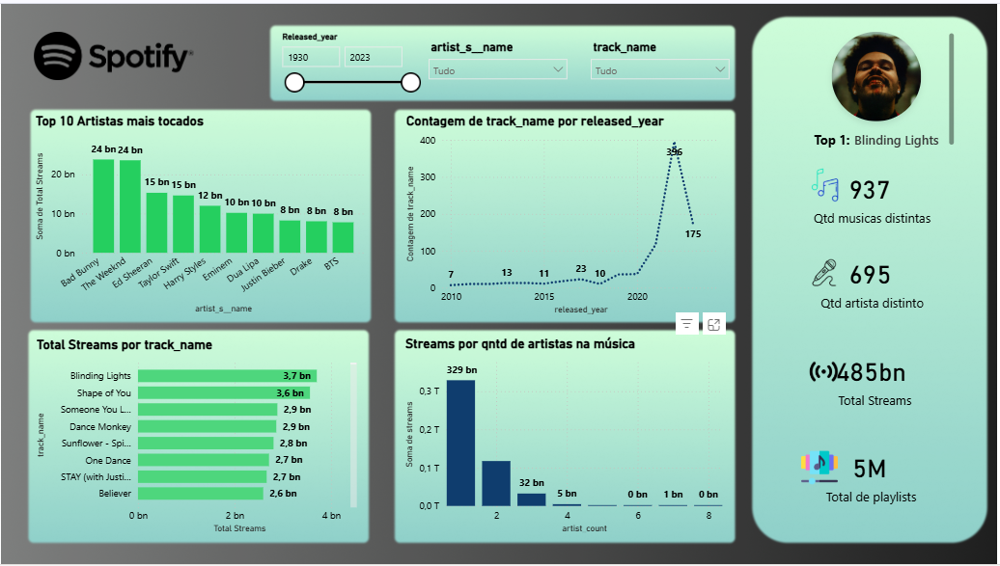 Spotify®
Released_year
1930
2023
artist_s__name
Tudo
track_name
Tudo
Top 10 Artistas mais tocados
Soma de Total Streams
20 bn
10 bn
0 bn
24 bn
24 bn
15 bn
15 bn
12 bn
10 bn
10 bn
8 bn
8 bn
8 bn
Bad Bunny
The Weeknd
Ed Sheeran
Taylor Swift
Harry Styles
Eminem
Dua Lipa
Justin Bieber
Drake
BTS
artist_s__name
Contagem de track_name por released_year
Contagem de track_name
400
300
200
100
0
7
13
11
23
10
396
175
2010
2015
2020
released_year
Total Streams por track_name
track_name
Blinding Lights
3,7 bn
Shape of You
3,6 bn
Someone You L...
2,9 bn
Dance Monkey
2,9 bn
Sunflower - Spi...
2,8 bn
One Dance
2,7 bn
STAY (with Justi...
2,7 bn
Believer
2,6 bn
0 bn
2 bn
4 bn
Total Streams
Streams por qntd de artistas na música
Soma de streams
0,3 T
0,2 T
0,1 T
0,0 T
329 bn
32 bn
5 bn
0 bn
1 bn
0 bn
2
4
6
8
artist_count
Top 1: Blinding Lights
937
Qtd musicas distintas
695
Qtd artista distinto
485bn
Total Streams
5M
Total de playlists